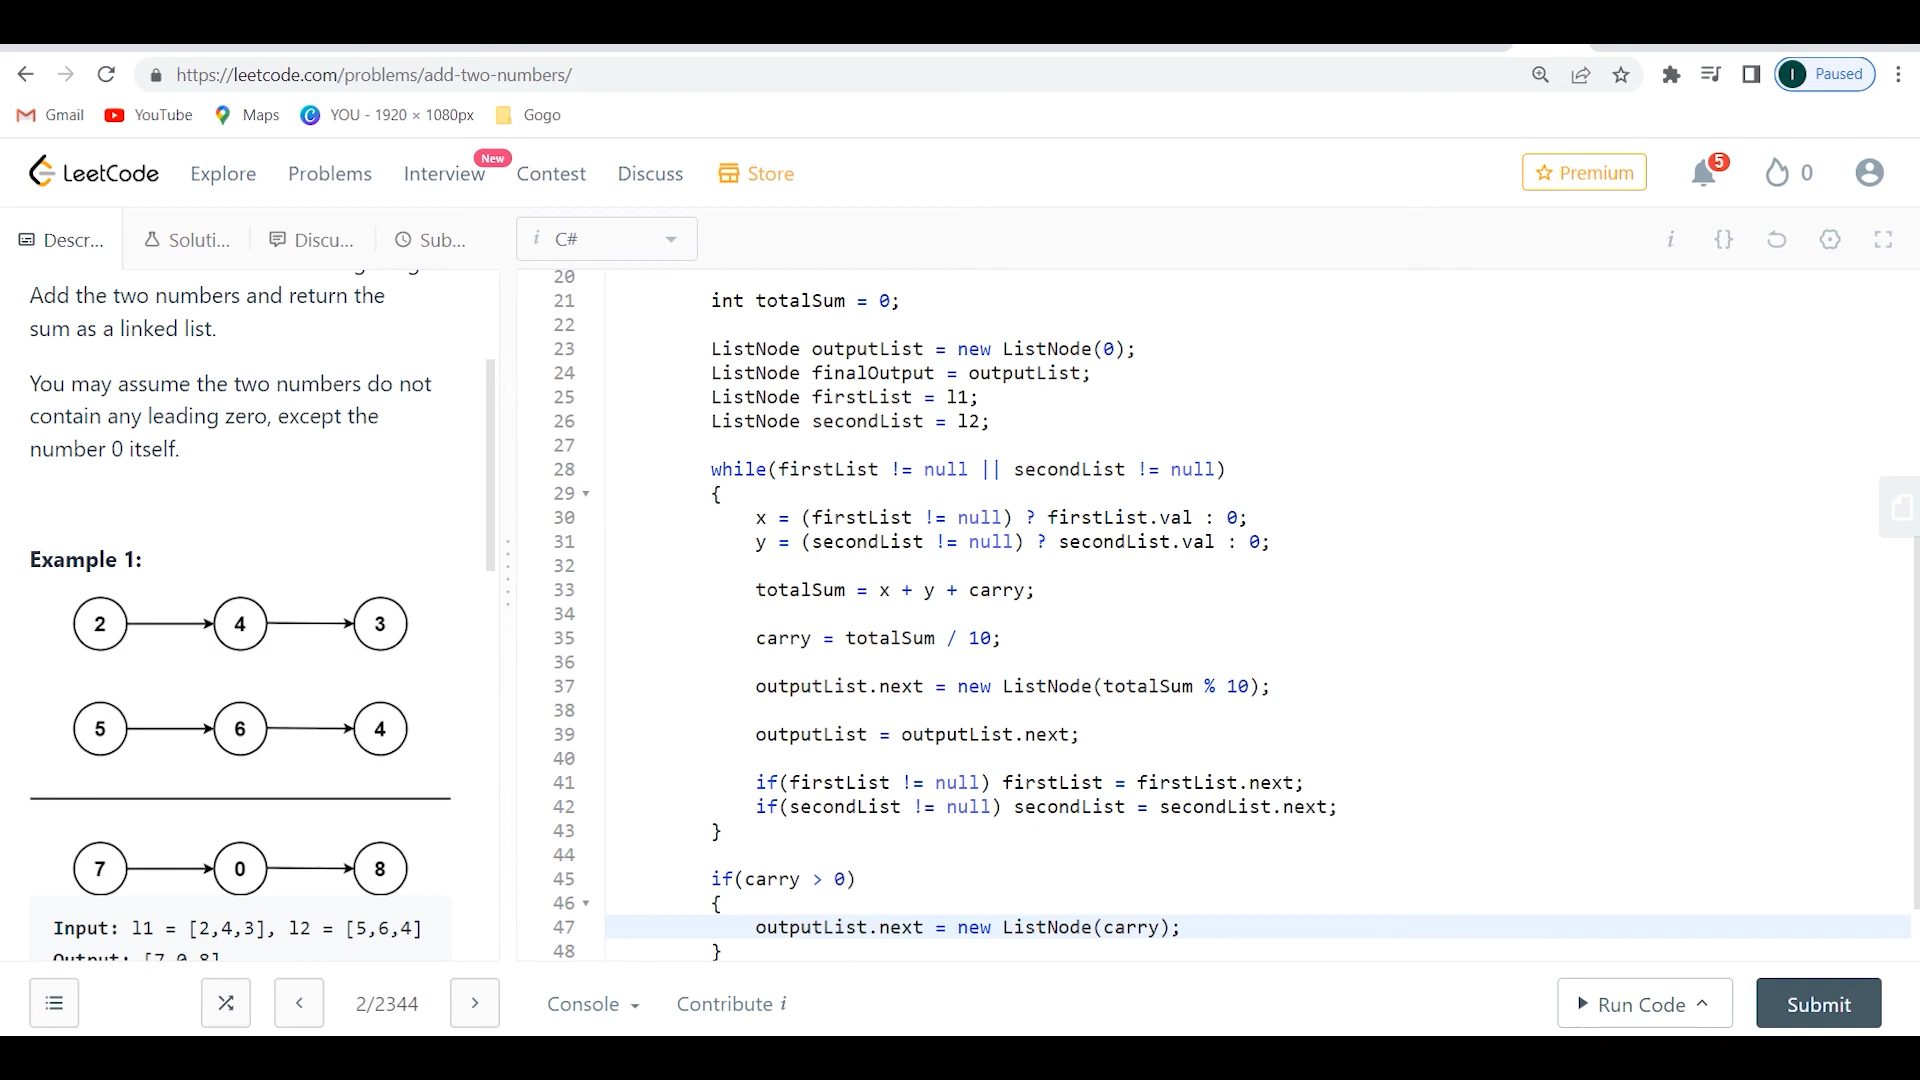 https://leetcode.com/problems/add-two-numbers/
I Paused
Gmail YouTube Maps YOU - 1920 × 1080px Gogo
LeetCode Explore Problems Interview New Contest Discuss Store Premium 5 0
Descr... Soluti... Discu... Sub...
i C#
i {}
Add the two numbers and return the
sum as a linked list.
You may assume the two numbers do not
contain any leading zero, except the
number 0 itself.
Example 1:
2 4 3
5 6 4
7 0 8
Input: l1 = [2,4,3], l2 = [5,6,4]
Output: [7,0,8]
20
21 int totalSum = 0;
22
23 ListNode outputList = new ListNode(0);
24 ListNode finalOutput = outputList;
25 ListNode firstList = l1;
26 ListNode secondList = l2;
27
28 while(firstList != null || secondList != null)
29 {
30 x = (firstList != null) ? firstList.val : 0;
31 y = (secondList != null) ? secondList.val : 0;
32
33 totalSum = x + y + carry;
34
35 carry = totalSum / 10;
36
37 outputList.next = new ListNode(totalSum % 10);
38
39 outputList = outputList.next;
40
41 if(firstList != null) firstList = firstList.next;
42 if(secondList != null) secondList = secondList.next;
43 }
44
45 if(carry > 0)
46 {
47 outputList.next = new ListNode(carry);
48 }
< 2/2344 > Console Contribute i Run Code Submit